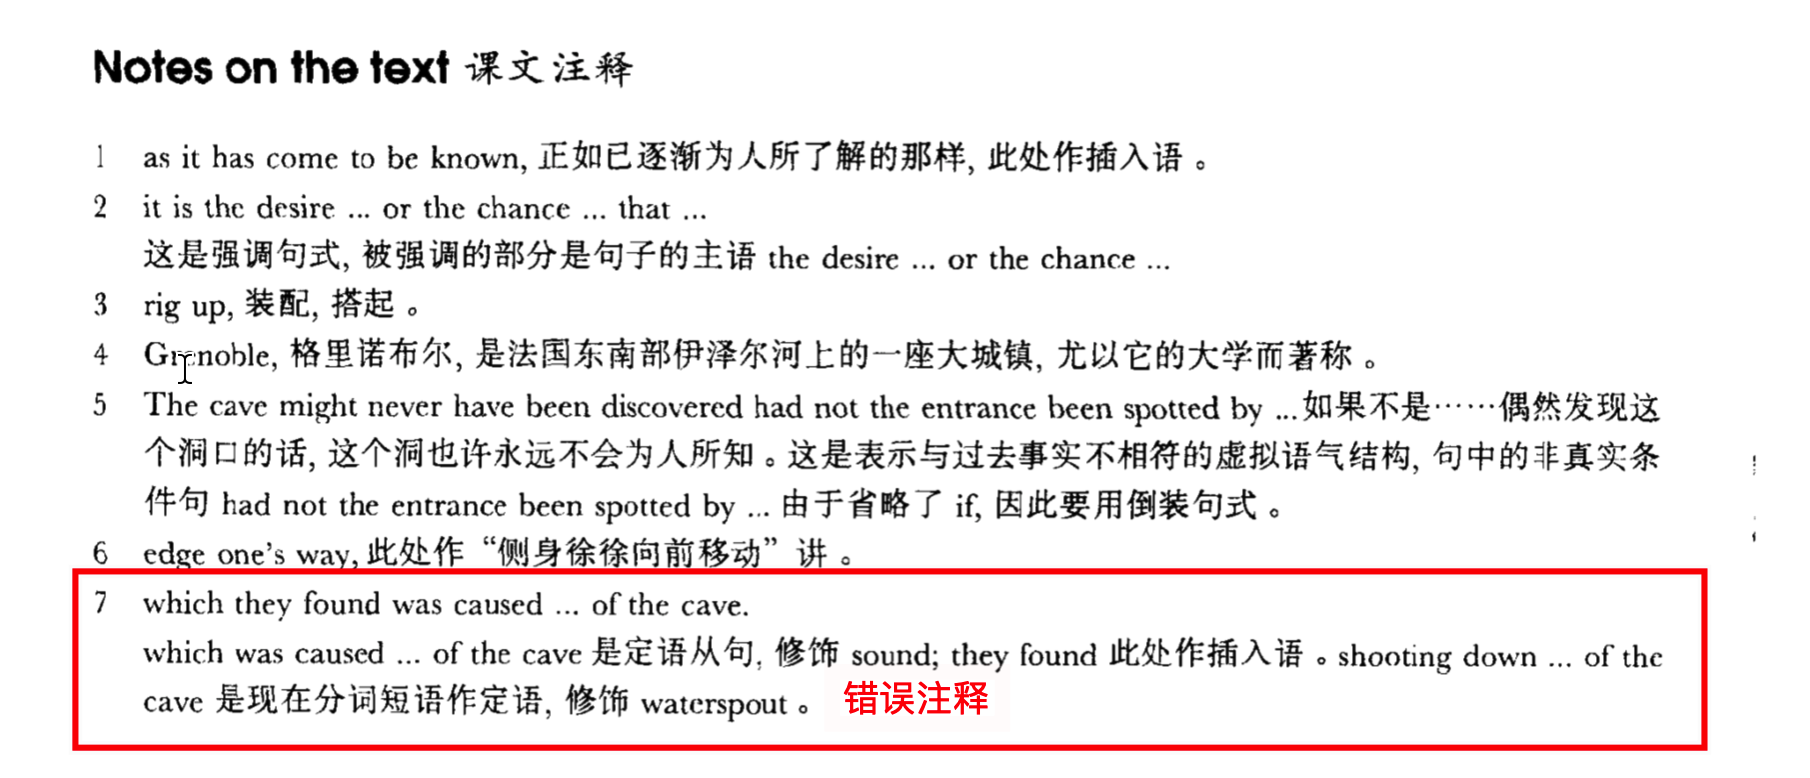 Notes on the text 课文注释
1 as it has come to be known, 正如已逐渐为人所了解的那样, 此处作插入语。
2 it is the desire ... or the chance ... that ...
这是强调句式, 被强调的部分是句子的主语 the desire ... or the chance ...
3 rig up, 装配, 搭起。
4 Grenoble, 格里诺布尔, 是法国东南部伊泽尔河上的一座大城镇, 尤以它的大学而著称。
5 The cave might never have been discovered had not the entrance been spotted by ...如果不是……偶然发现这
个洞口的话, 这个洞也许永远不会为人所知。这是表示与过去事实不相符的虚拟语气结构, 句中的非真实条
件句 had not the entrance been spotted by ... 由于省略了 if, 因此要用倒装句式。
6 edge one's way, 此处作“侧身徐徐向前移动”讲。
7 which they found was caused ... of the cave.
which was caused ... of the cave 是定语从句, 修饰 sound; they found 此处作插入语。shooting down ... of the
cave 是现在分词短语作定语, 修饰 waterspout。 错误注释